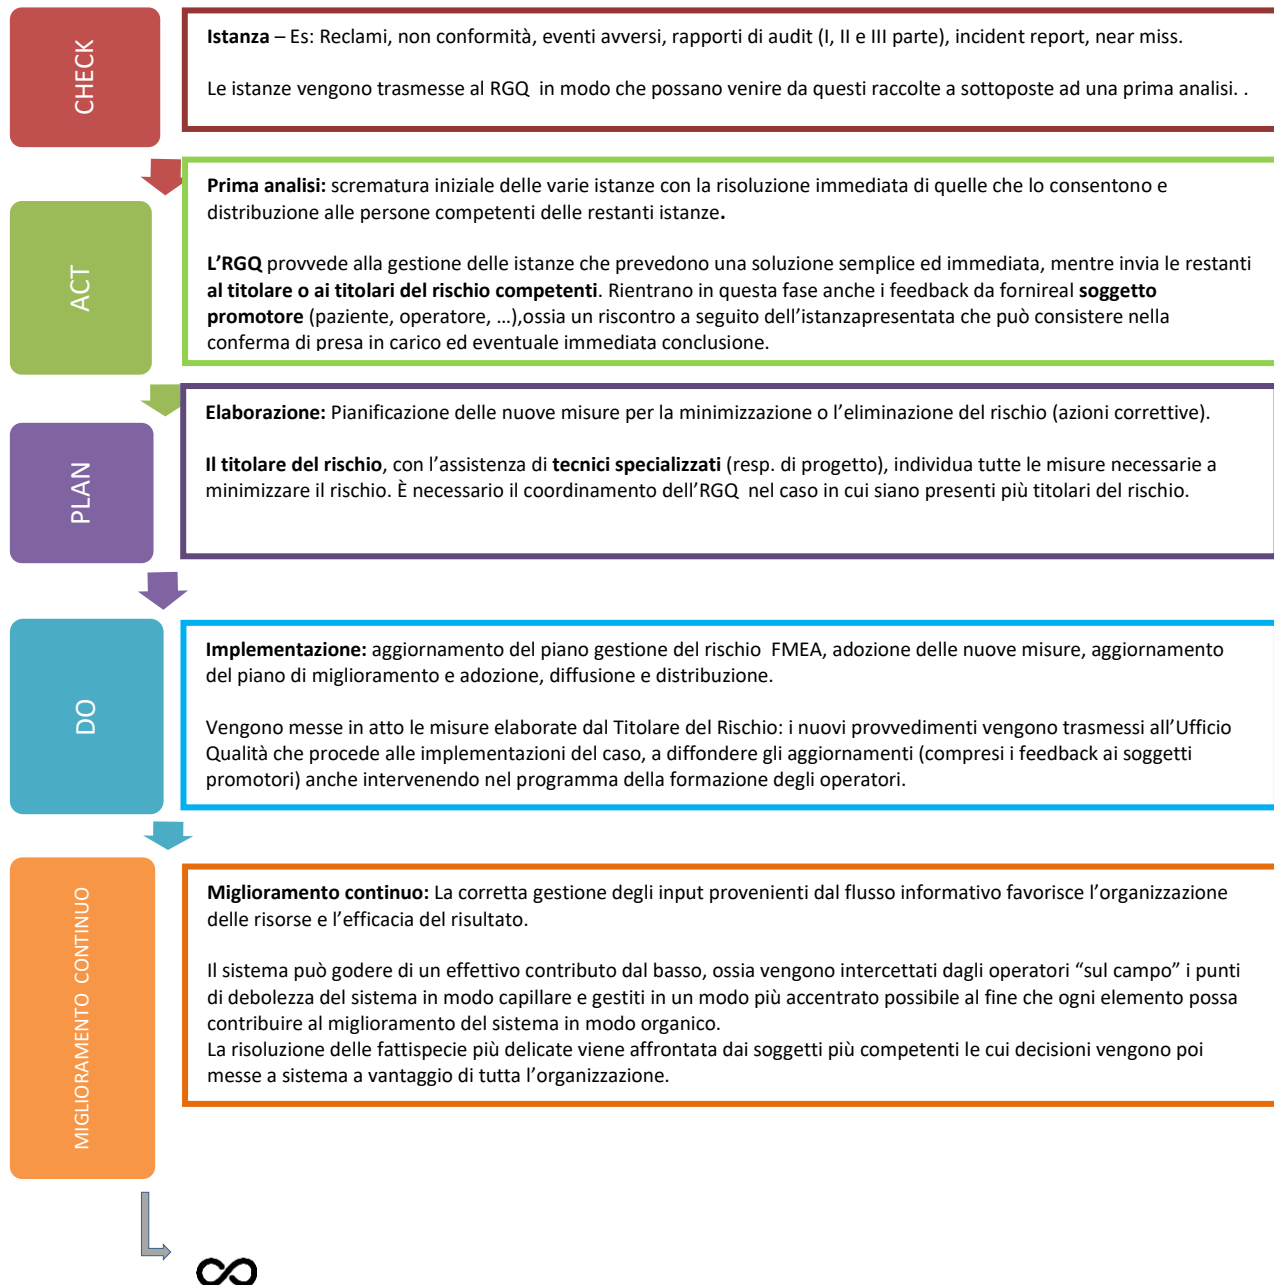 CHECK
Istanza – Es: Reclami, non conformità, eventi avversi, rapporti di audit (I, II e III parte), incident report, near miss.
Le istanze vengono trasmesse al RGQ in modo che possano venire da questi raccolte a sottoposte ad una prima analisi. .
ACT
Prima analisi: scrematura iniziale delle varie istanze con la risoluzione immediata di quelle che lo consentono e
distribuzione alle persone competenti delle restanti istanze.
L’RGQ provvede alla gestione delle istanze che prevedono una soluzione semplice ed immediata, mentre invia le restanti
al titolare o ai titolari del rischio competenti. Rientrano in questa fase anche i feedback da fornireal soggetto
promotore (paziente, operatore, …),ossia un riscontro a seguito dell’istanzapresentata che può consistere nella
conferma di presa in carico ed eventuale immediata conclusione.
PLAN
Elaborazione: Pianificazione delle nuove misure per la minimizzazione o l’eliminazione del rischio (azioni correttive).
Il titolare del rischio, con l’assistenza di tecnici specializzati (resp. di progetto), individua tutte le misure necessarie a
minimizzare il rischio. È necessario il coordinamento dell’RGQ nel caso in cui siano presenti più titolari del rischio.
DO
Implementazione: aggiornamento del piano gestione del rischio FMEA, adozione delle nuove misure, aggiornamento
del piano di miglioramento e adozione, diffusione e distribuzione.
Vengono messe in atto le misure elaborate dal Titolare del Rischio: i nuovi provvedimenti vengono trasmessi all’Ufficio
Qualità che procede alle implementazioni del caso, a diffondere gli aggiornamenti (compresi i feedback ai soggetti
promotori) anche intervenendo nel programma della formazione degli operatori.
MIGLIORAMENTO CONTINUO
Miglioramento continuo: La corretta gestione degli input provenienti dal flusso informativo favorisce l’organizzazione
delle risorse e l’efficacia del risultato.
Il sistema può godere di un effettivo contributo dal basso, ossia vengono intercettati dagli operatori “sul campo” i punti
di debolezza del sistema in modo capillare e gestiti in un modo più accentrato possibile al fine che ogni elemento possa
contribuire al miglioramento del sistema in modo organico.
La risoluzione delle fattispecie più delicate viene affrontata dai soggetti più competenti le cui decisioni vengono poi
messe a sistema a vantaggio di tutta l’organizzazione.
∞